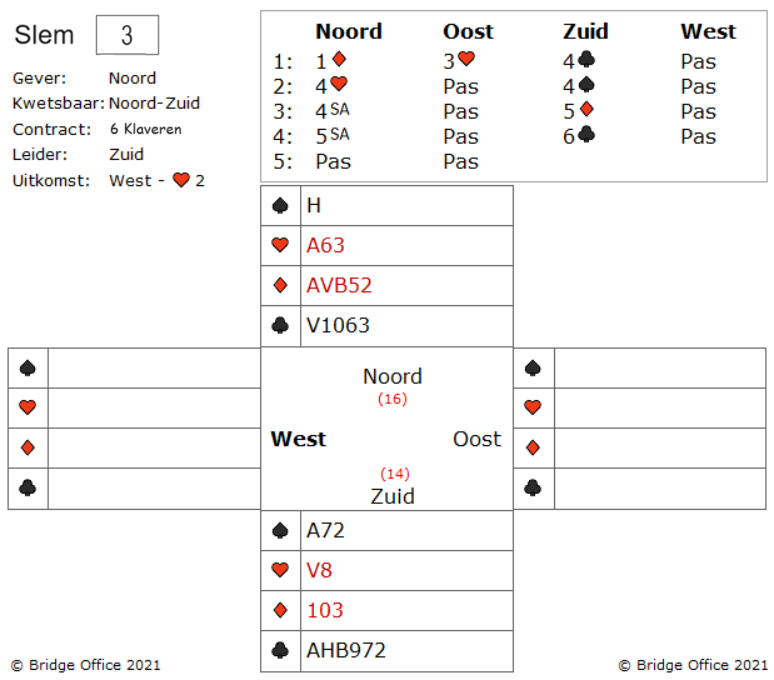 Slem 3
Gever: Noord
Kwetsbaar: Noord-Zuid
Contract: 6 Klaveren
Leider: Zuid
Uitkomst: West - ♥ 2
Noord Oost Zuid West
1: 1♦ 3♥ 4♣ Pas
2: 4♥ Pas 4♠ Pas
3: 4SA Pas 5♦ Pas
4: 5SA Pas 6♣ Pas
5: Pas Pas
♠ H
♥ A63
♦ AVB52
♣ V1063
♠ ♠
♥ ♥
♦ ♦
♣ ♣
Noord
(16)
West Oost
(14)
Zuid
♠ A72
♥ V8
♦ 103
♣ AHB972
© Bridge Office 2021 © Bridge Office 2021